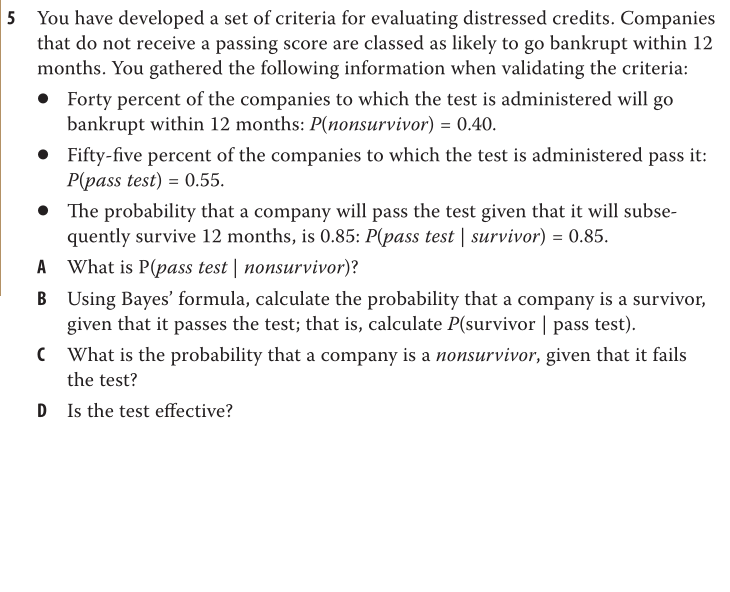 5 You have developed a set of criteria for evaluating distressed credits. Companies
that do not receive a passing score are classed as likely to go bankrupt within 12
months. You gathered the following information when validating the criteria:
● Forty percent of the companies to which the test is administered will go
bankrupt within 12 months: P(nonsurvivor) = 0.40.
● Fifty-five percent of the companies to which the test is administered pass it:
P(pass test) = 0.55.
● The probability that a company will pass the test given that it will subse-
quently survive 12 months, is 0.85: P(pass test | survivor) = 0.85.
A What is P(pass test | nonsurvivor)?
B Using Bayes’ formula, calculate the probability that a company is a survivor,
given that it passes the test; that is, calculate P(survivor | pass test).
C What is the probability that a company is a nonsurvivor, given that it fails
the test?
D Is the test effective?